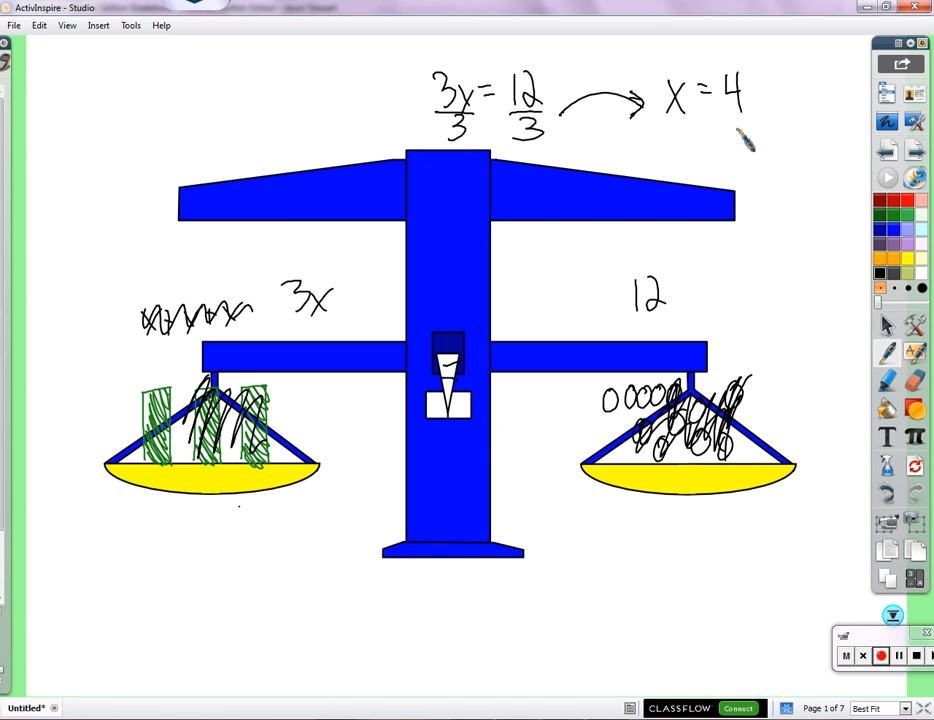 ActivInspire - Studio
File Edit View Insert Tools Help
3x = 12 x = 4
3 3
3x 12
M
Untitled*
CLASSFLOW Connect
Page 1 of 7
Best Fit